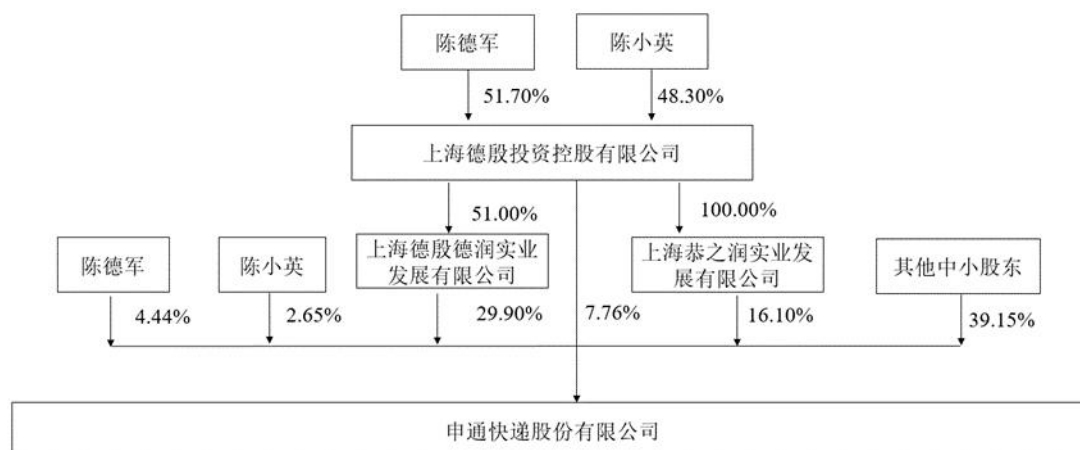 陈德军
陈小英
51.70%
48.30%
上海德殷投资控股有限公司
51.00%
100.00%
陈德军
陈小英
上海德殷德润实业
发展有限公司
上海恭之润实业发
展有限公司
其他中小股东
4.44%
2.65%
29.90%
7.76%
16.10%
39.15%
申通快递股份有限公司